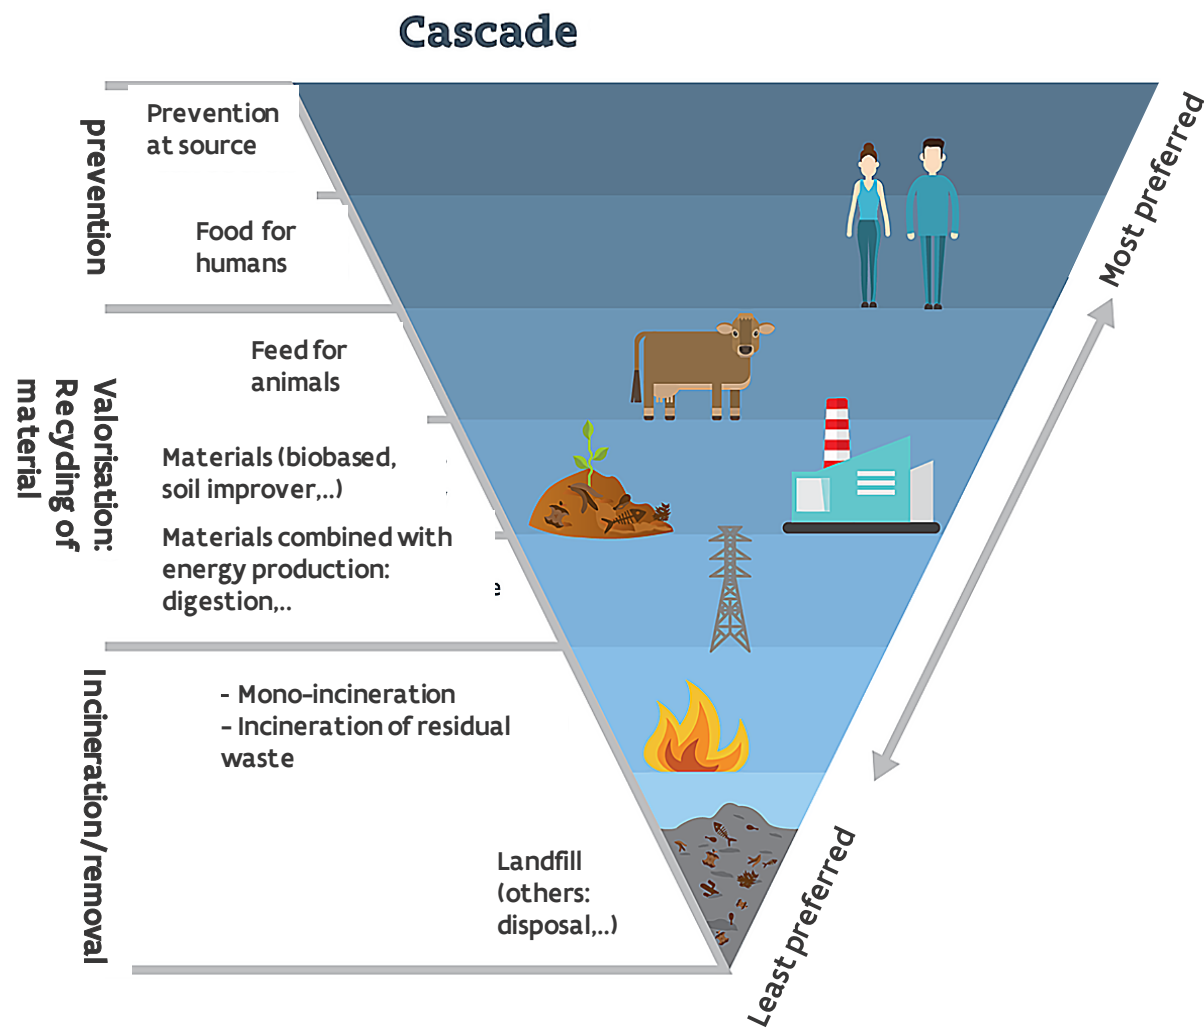 Cascade
prevention
Prevention
at source
Food for
humans
Valorisation:
Recycling of
material
Feed for
animals
Materials (biobased,
soil improver,..)
Materials combined with
energy production:
digestion,..
e
Incineration/removal
- Mono-incineration
- Incineration of residual
waste
Landfill
(others:
disposal,..)
Most preferred
Least preferred